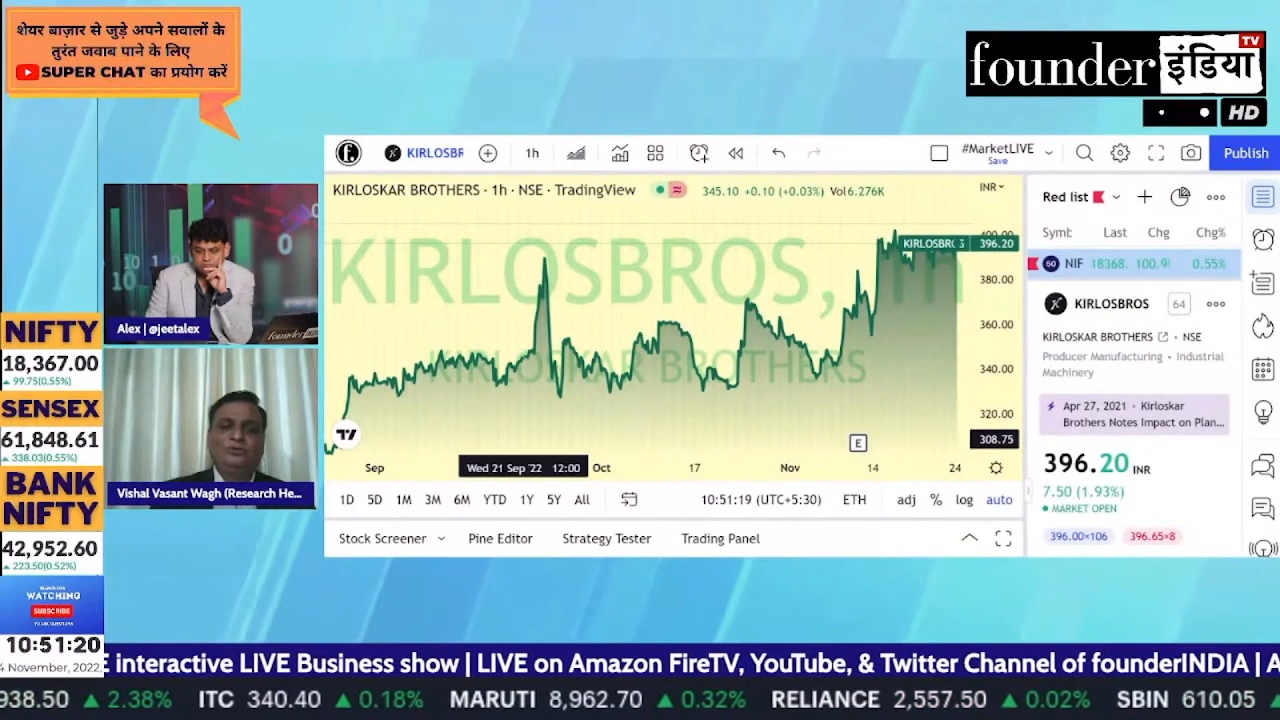 शेयर बाज़ार से जुड़े अपने सवालों के
तुरंत जवाब पाने के लिए
SUPER CHAT का प्रयोग करें
founder इंडिया TV
HD
KIRLOSBR
1h
#MarketLIVE
Save
Publish
KIRLOSKAR BROTHERS · 1h · NSE · TradingView
345.10 +0.10 (+0.03%) Vol 6.276K
INR
KIRLOSBROS, 1h
KIRLOSKAR BROTHERS
400.00
396.20
380.00
360.00
340.00
320.00
308.75
E
Sep
Wed 21 Sep '22 12:00
Oct
17
Nov
14
24
1D 5D 1M 3M 6M YTD 1Y 5Y All
10:51:19 (UTC+5:30) ETH adj % log auto
Stock Screener Pine Editor Strategy Tester Trading Panel
Red list
Symb Last Chg Chg%
50 NIF 18368. 100.9 0.55%
KIRLOSBROS 64
KIRLOSKAR BROTHERS · NSE
Producer Manufacturing · Industrial
Machinery
Apr 27, 2021 · Kirloskar
Brothers Notes Impact on Plan...
396.20 INR
7.50 (1.93%)
MARKET OPEN
396.00×106 396.65×8
Alex | @jeetalex
founder
Vishal Vasant Wagh (Research He...
NIFTY
18,367.00
99.75(0.55%)
SENSEX
61,848.61
338.03(0.55%)
BANK
NIFTY
42,952.60
223.50(0.52%)
WATCHING
SUBSCRIBE
10:51:20
4 November, 2022
E interactive LIVE Business show | LIVE on Amazon FireTV, YouTube, & Twitter Channel of founderINDIA | A
938.50 ▲ 2.38% ITC 340.40 ▲ 0.18% MARUTI 8,962.70 ▲ 0.32% RELIANCE 2,557.50 ▲ 0.02% SBIN 610.05